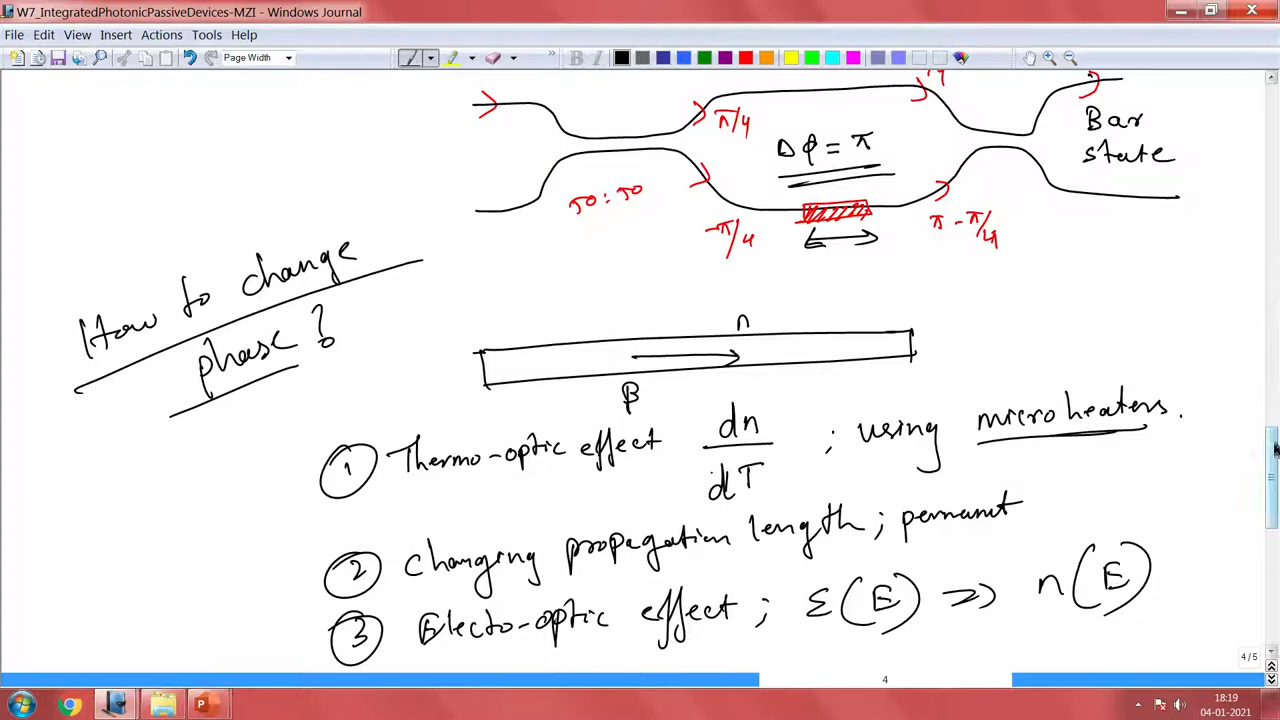 W7_IntegratedPhotonicPassiveDevices-MZI - Windows Journal
File Edit View Insert Actions Tools Help
Page Width
B I
π/4
Δφ = π
Bar
state
50:50
-π/4
π - π/4
How to change
phase?
n
β
① Thermo-optic effect dn/dT ; using microheaters.
② Changing propagation length; permanent
③ Electo-optic effect; ε(E) => n(E)
4/5
4
18:19
04-01-2021